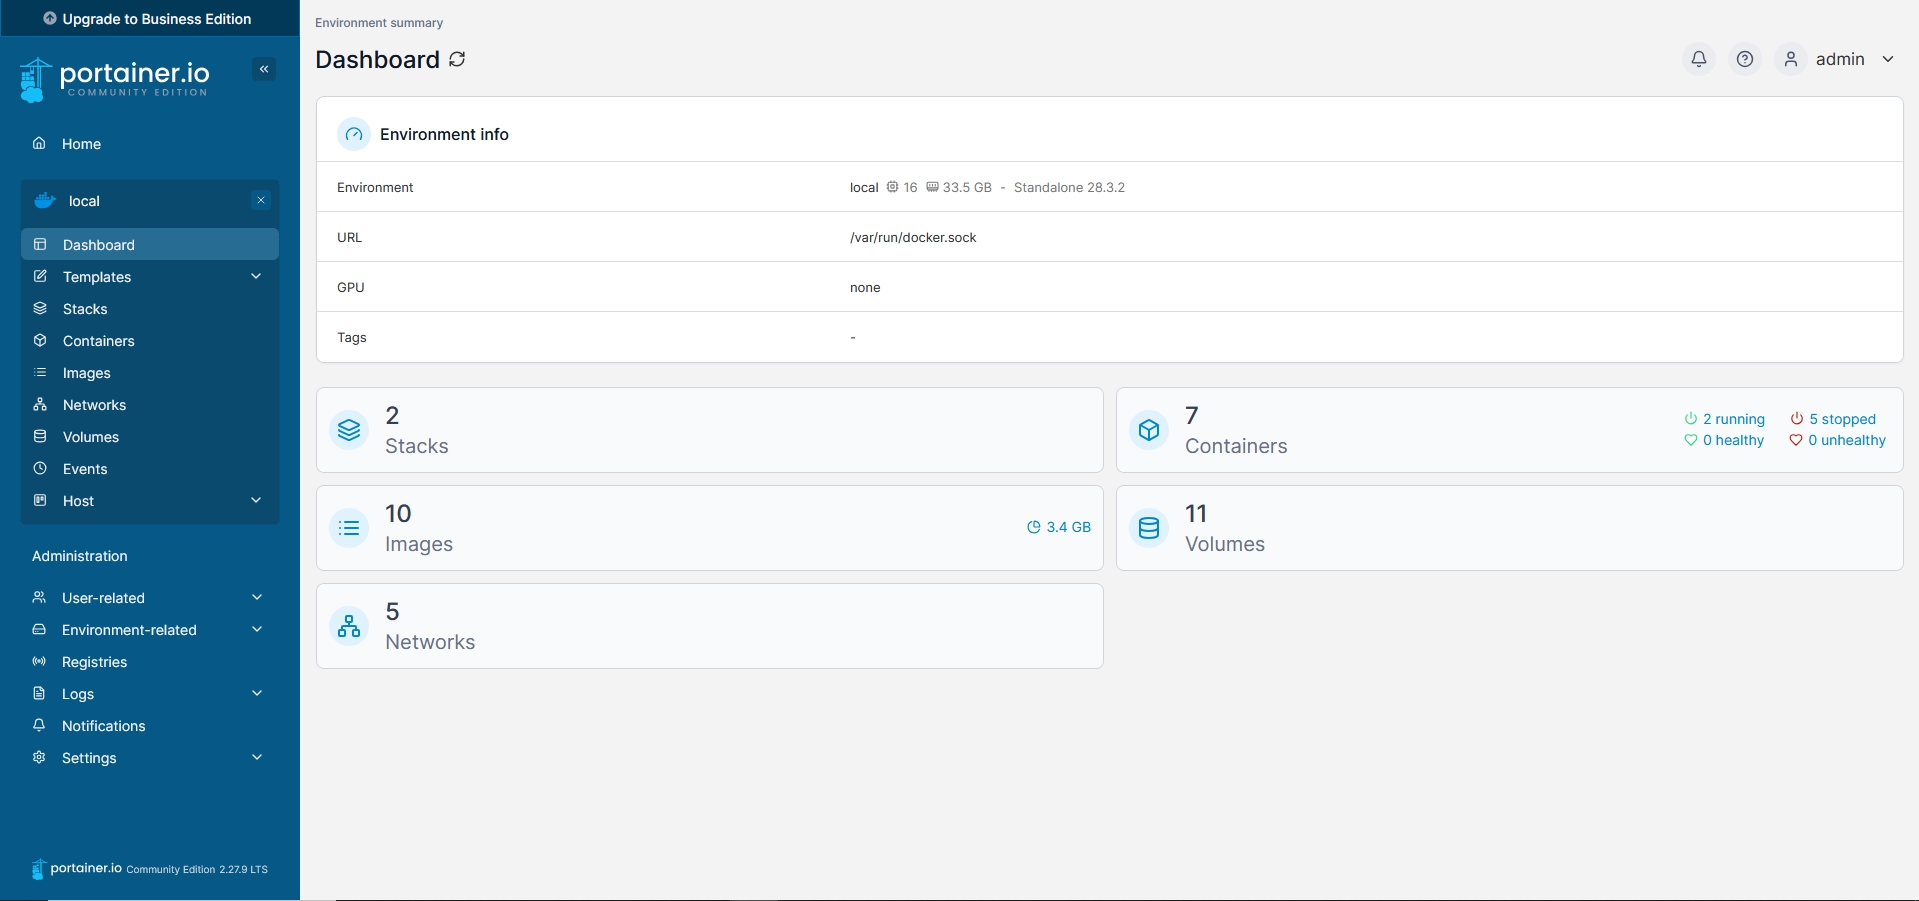 Upgrade to Business Edition
portainer.io
COMMUNITY EDITION
Home
local
Dashboard
Templates
Stacks
Containers
Images
Networks
Volumes
Events
Host
Administration
User-related
Environment-related
Registries
Logs
Notifications
Settings
portainer.io Community Edition 2.27.9 LTS
Environment summary
Dashboard
admin
Environment info
Environment local 16 33.5 GB - Standalone 28.3.2
URL /var/run/docker.sock
GPU none
Tags -
2
Stacks
7
Containers
2 running 5 stopped
0 healthy 0 unhealthy
10
Images
3.4 GB
11
Volumes
5
Networks